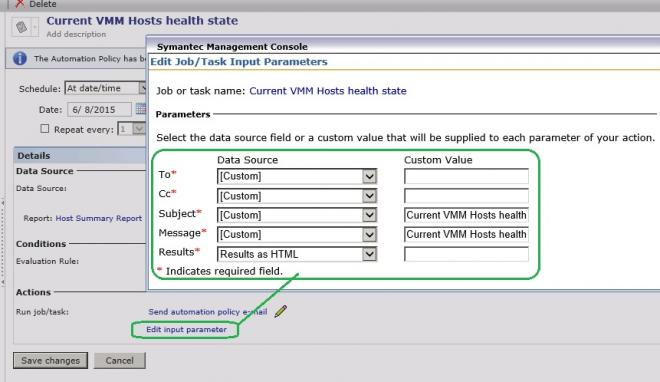 Delete
Current VMM Hosts health state
Add description
The Automation Policy has b
Schedule: At date/time
Date: 6/ 8/2015
Repeat every: 1
Details
Data Source
Data Source:
Report: Host Summary Report
Conditions
Evaluation Rule:
Actions
Run job/task: Send automation policy e-mail
Edit input parameter
Save changes Cancel
Symantec Management Console
Edit Job/Task Input Parameters
Job or task name: Current VMM Hosts health state
Parameters
Select the data source field or a custom value that will be supplied to each parameter of your action.
Data Source Custom Value
To* [Custom]
Cc* [Custom]
Subject* [Custom] Current VMM Hosts health
Message* [Custom] Current VMM Hosts health
Results* Results as HTML
* Indicates required field.